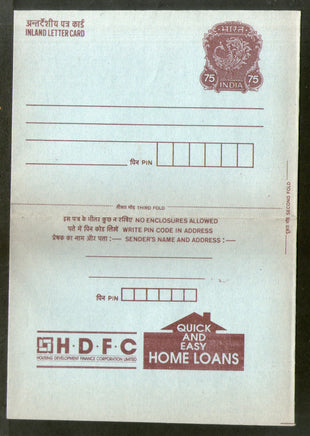 अन्तर्देशीय पत्र कार्ड
INLAND LETTER CARD
भारत
75 75
INDIA
पिन PIN
तीसरा मोड़ THIRD FOLD
दूसरा मोड़ SECOND FOLD
इस पत्र के भीतर कुछ न रखिये NO ENCLOSURES ALLOWED
पते में पिन कोड लिखें WRITE PIN CODE IN ADDRESS
प्रेषक का नाम और पता :— SENDER'S NAME AND ADDRESS :—
पिन PIN
H·D·F·C
HOUSING DEVELOPMENT FINANCE CORPORATION LIMITED
QUICK
AND
EASY
HOME LOANS